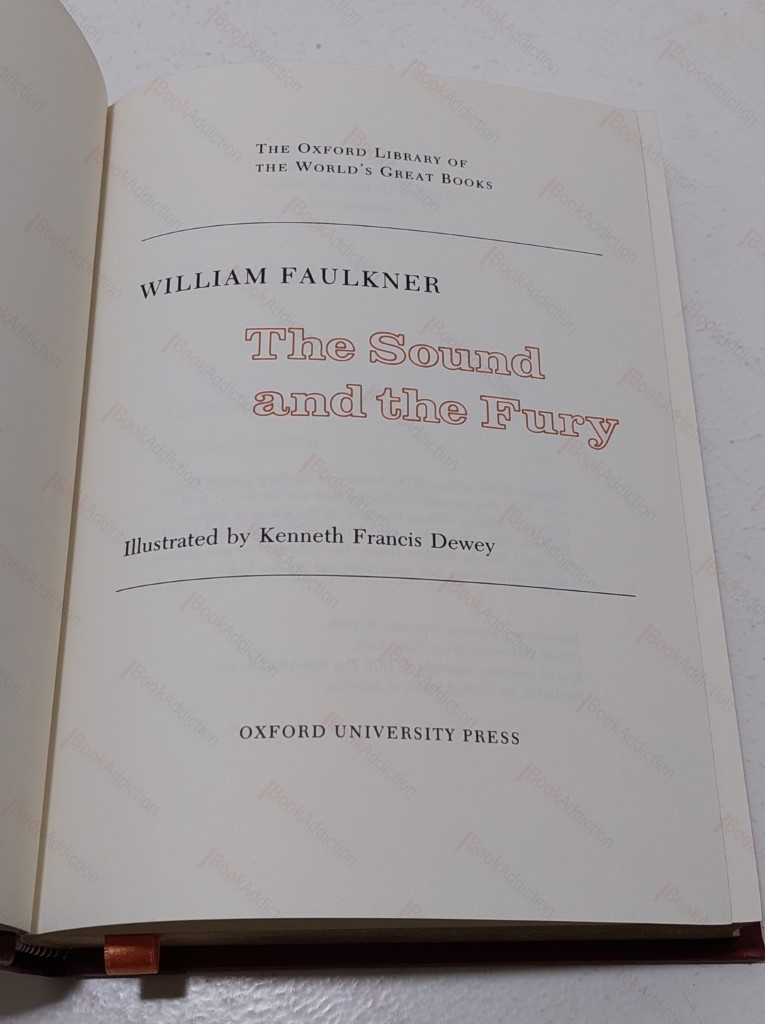 THE OXFORD LIBRARY OF
THE WORLD'S GREAT BOOKS
WILLIAM FAULKNER
The Sound
and the Fury
Illustrated by Kenneth Francis Dewey
OXFORD UNIVERSITY PRESS
BookAddiction